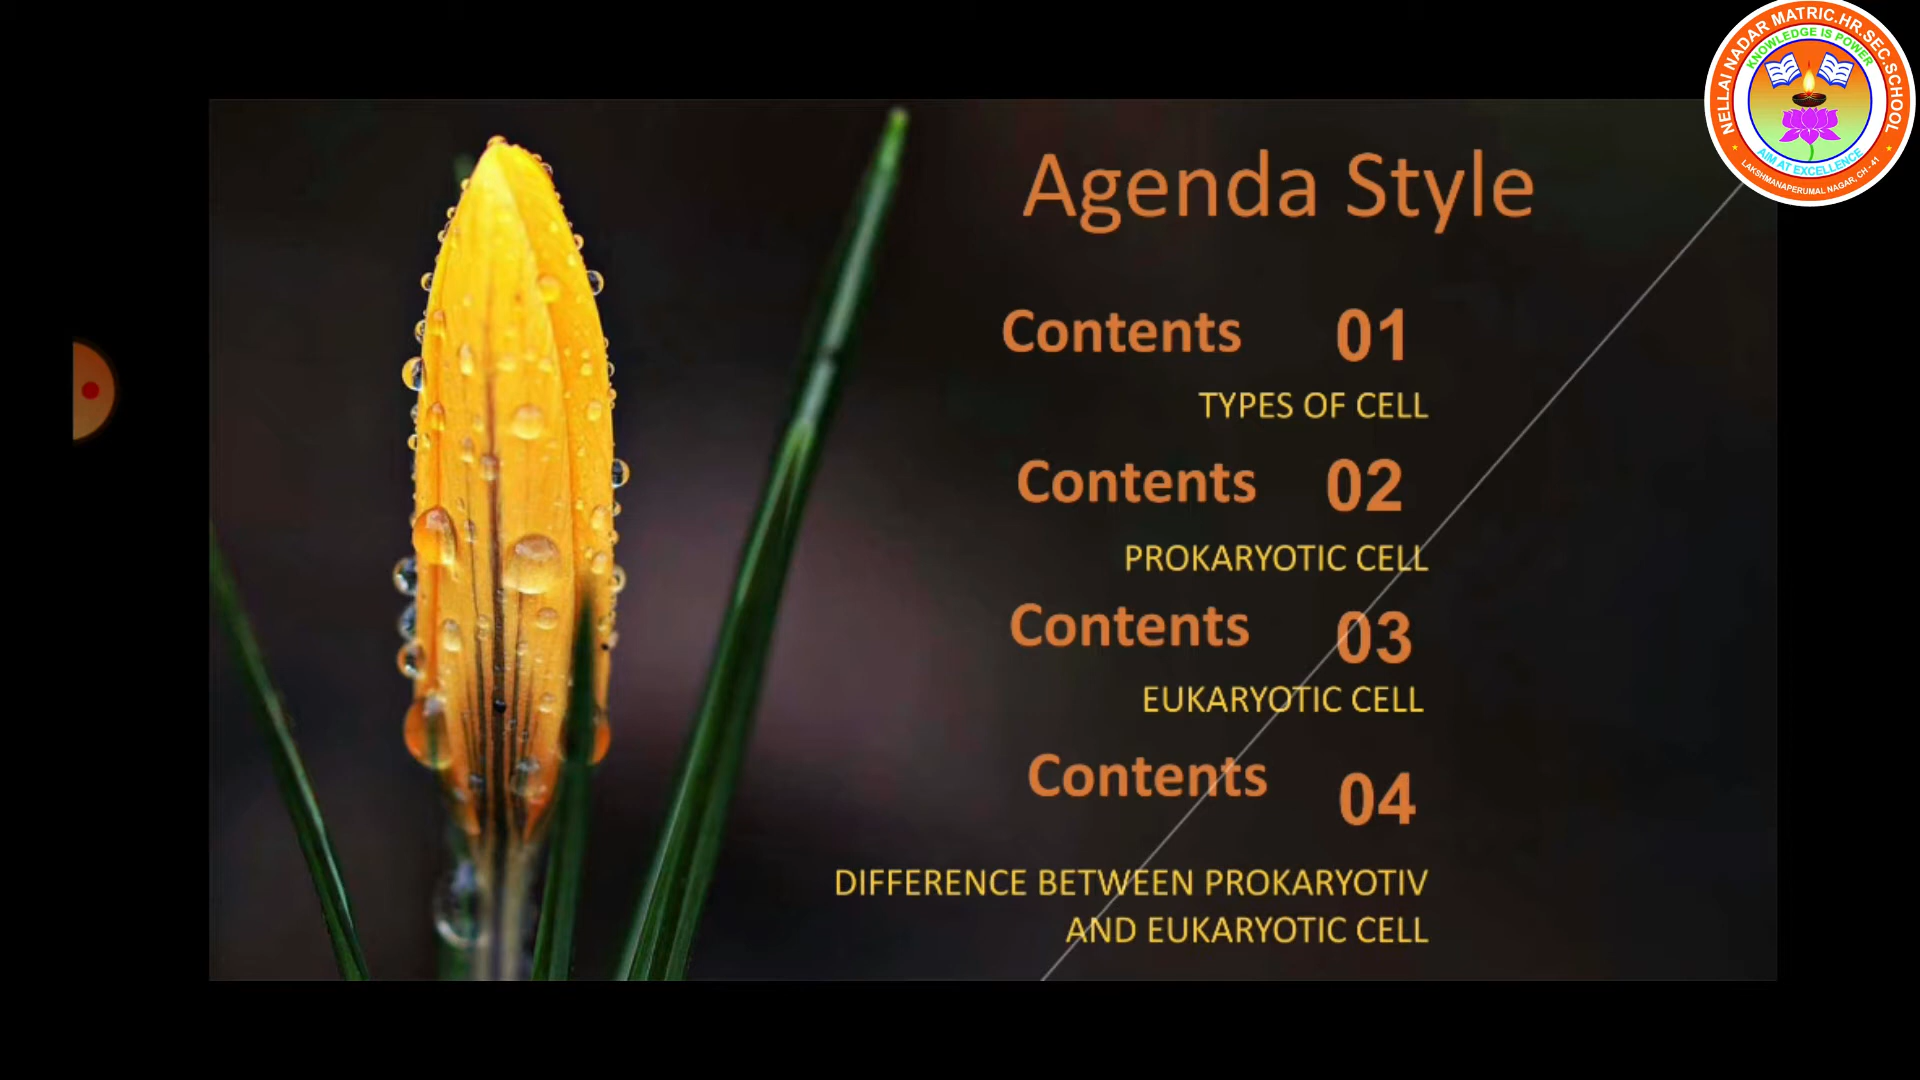 NELLAI NADAR MATRIC.HR.SEC.SCHOOL
KNOWLEDGE IS POWER
AIM AT EXCELLENCE
LAKSHMANAPERUMAL NAGAR, CH - 41
Agenda Style
Contents 01
TYPES OF CELL
Contents 02
PROKARYOTIC CELL
Contents 03
EUKARYOTIC CELL
Contents 04
DIFFERENCE BETWEEN PROKARYOTIV
AND EUKARYOTIC CELL